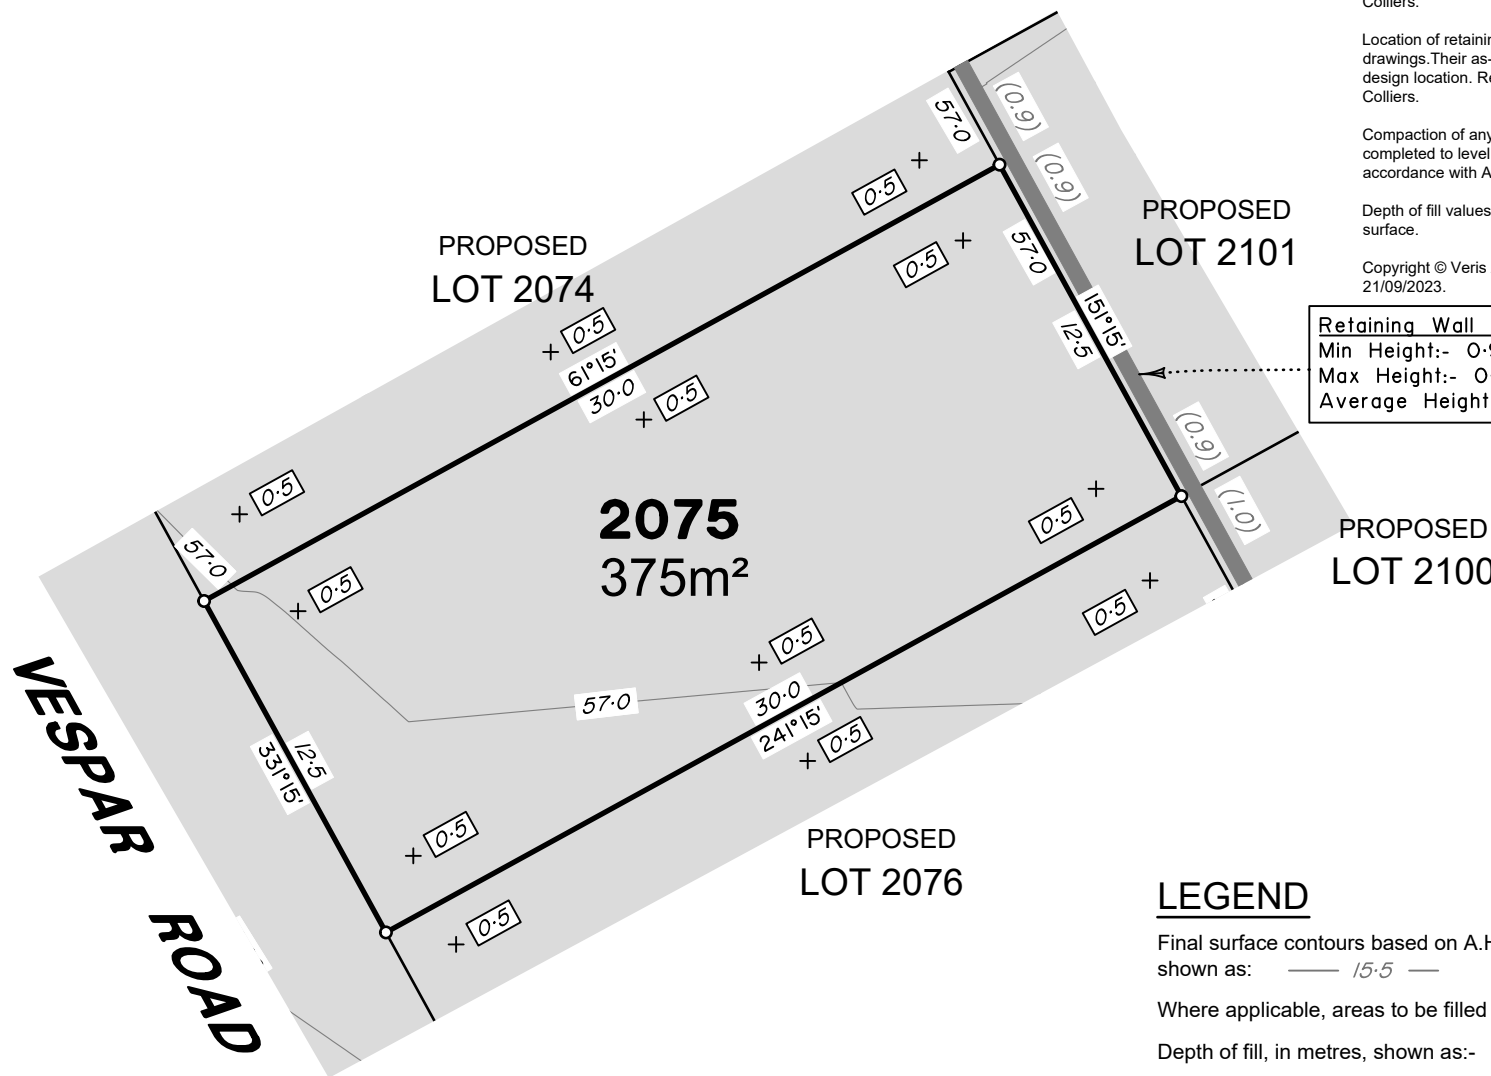 Colliers.
Location of retaini
drawings.Their as-
design location. R
Colliers.
Compaction of any
completed to level
accordance with A
Depth of fill values
surface.
Copyright © Veris
21/09/2023.
Retaining Wall
Min Height:- 0·9
Max Height:- 0·
Average Height
PROPOSED
LOT 2101
PROPOSED
LOT 2074
PROPOSED
LOT 2100
PROPOSED
LOT 2076
2075
375m²
VESPAR ROAD
57·0
(0.9)
(0.9)
57·0
151°15'
12·5
(0.9)
(1.0)
0·5
0·5
0·5
61°15'
30·0
0·5
0·5
57·0
0·5
0·5
0·5
0·5
30·0
241°15'
0·5
57·0
331°15'
12·5
0·5
0·5
LEGEND
Final surface contours based on A.H
shown as: 15·5
Where applicable, areas to be filled
Depth of fill, in metres, shown as:-